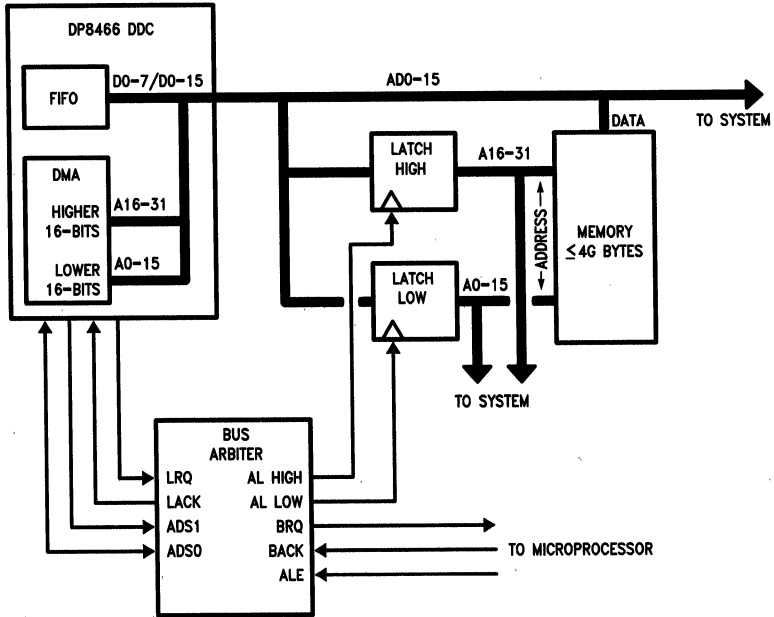 DP8466 DDC
D0-7/D0-15
AD0-15
FIFO
TO SYSTEM
DATA
LATCH
HIGH
A16-31
DMA
HIGHER
16-BITS
A16-31
ADDRESS
MEMORY
≤4G BYTES
LOWER
16-BITS
A0-15
LATCH
LOW
A0-15
TO SYSTEM
BUS
ARBITER
LRQ
AL HIGH
LACK
AL LOW
ADS1
BRQ
ADS0
BACK
TO MICROPROCESSOR
ALE